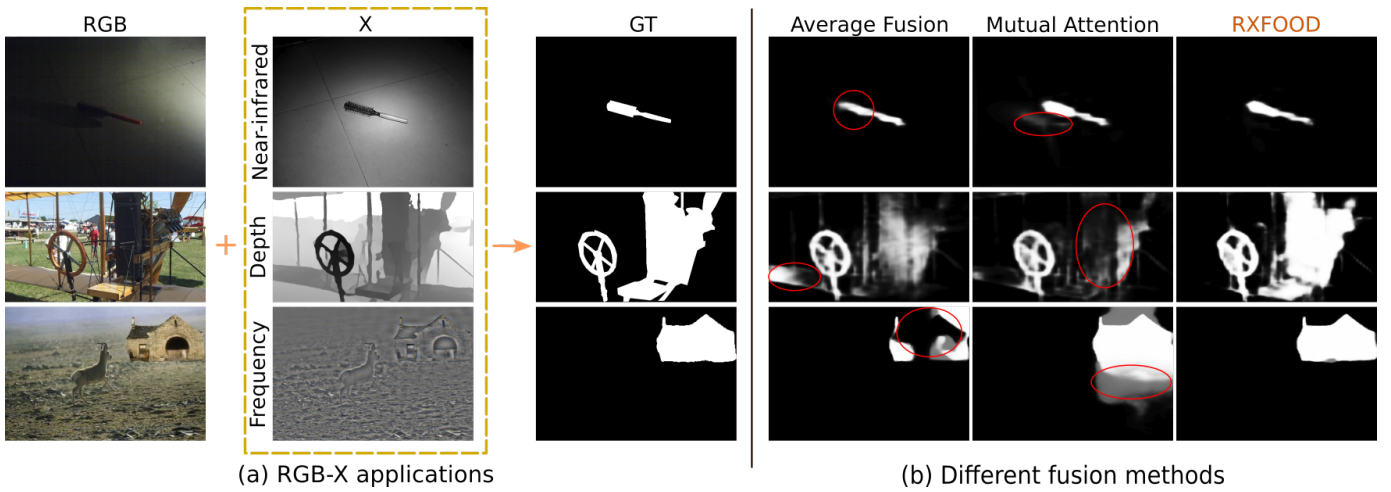 RGB
X
GT
Average Fusion
Mutual Attention
RXFOOD
Near-infrared
Depth
Frequency
(a) RGB-X applications
(b) Different fusion methods